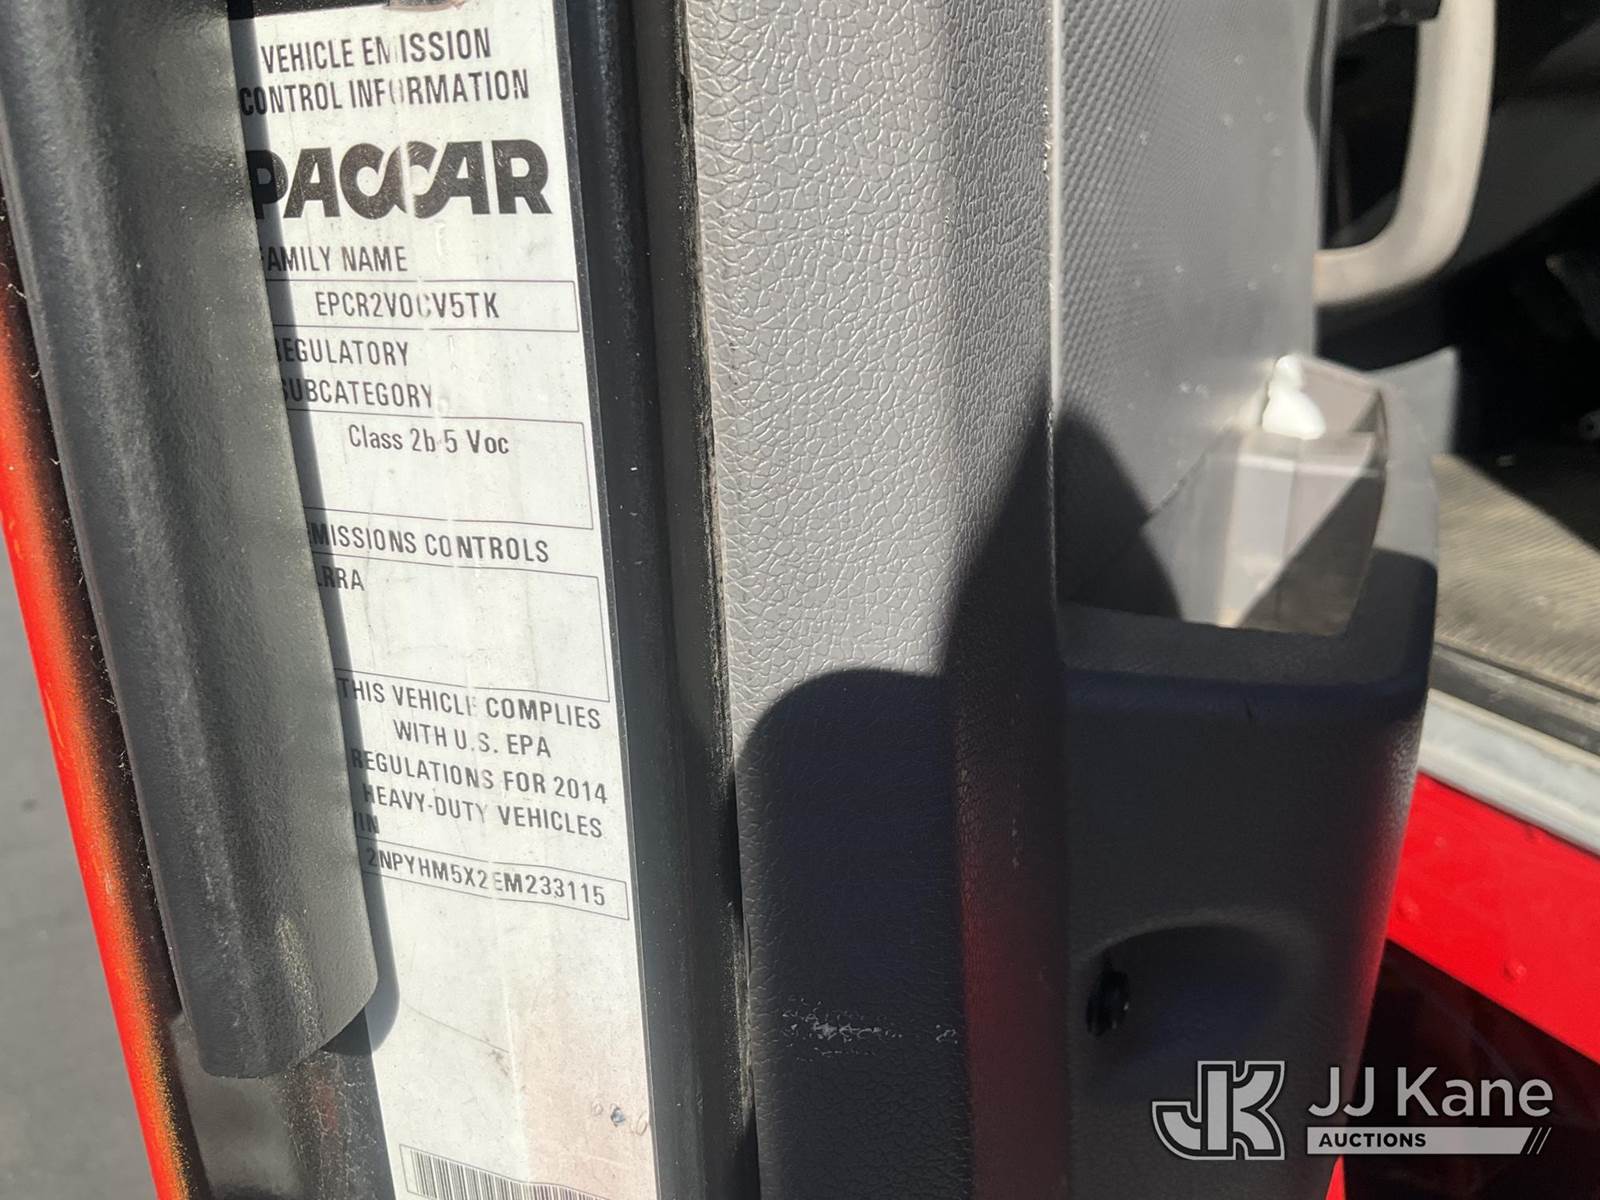 VEHICLE EMISSION
CONTROL INFORMATION
PACCAR
FAMILY NAME
EPCR2VOCV5TK
REGULATORY
SUBCATEGORY
Class 2b-5 Voc
EMISSIONS CONTROLS
LRRA
THIS VEHICLE COMPLIES
WITH U.S. EPA
REGULATIONS FOR 2014
HEAVY-DUTY VEHICLES
VIN
2NPYHM5X2EM233115
JK JJ Kane
AUCTIONS